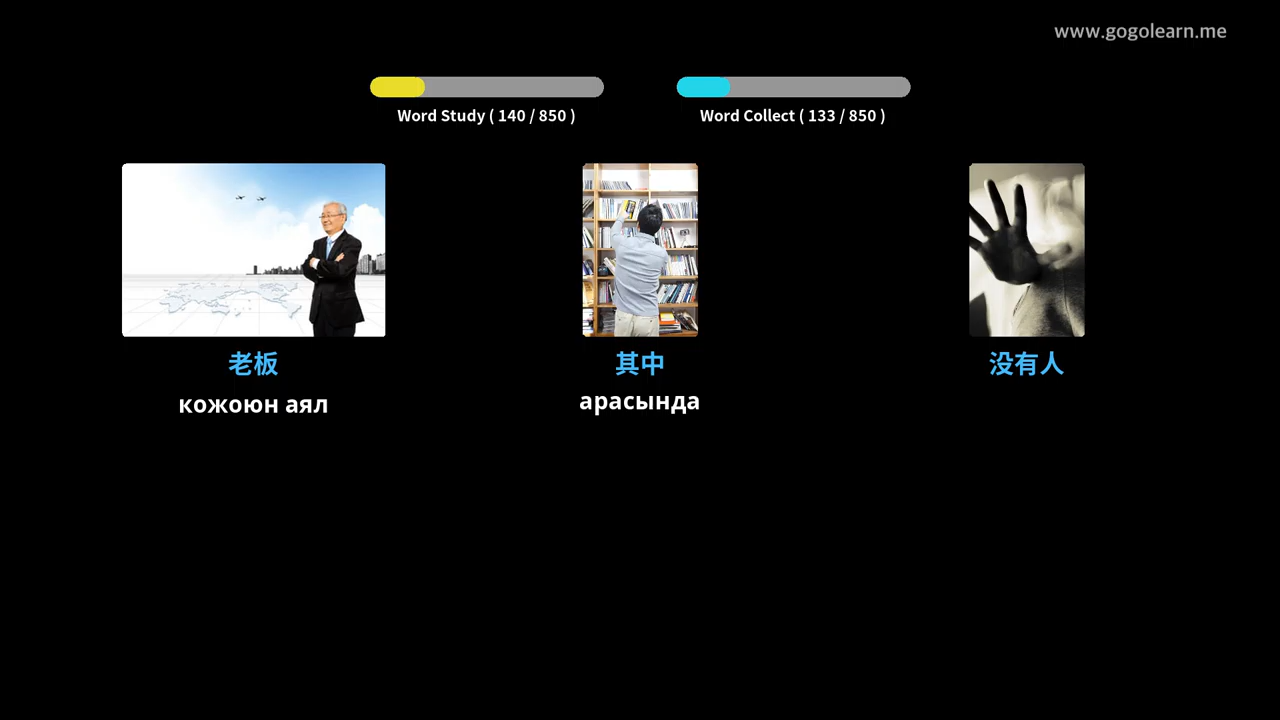 www.gogolearn.me
Word Study ( 140 / 850 )
Word Collect ( 133 / 850 )
老板
其中
没有人
кожоюн аял
арасында